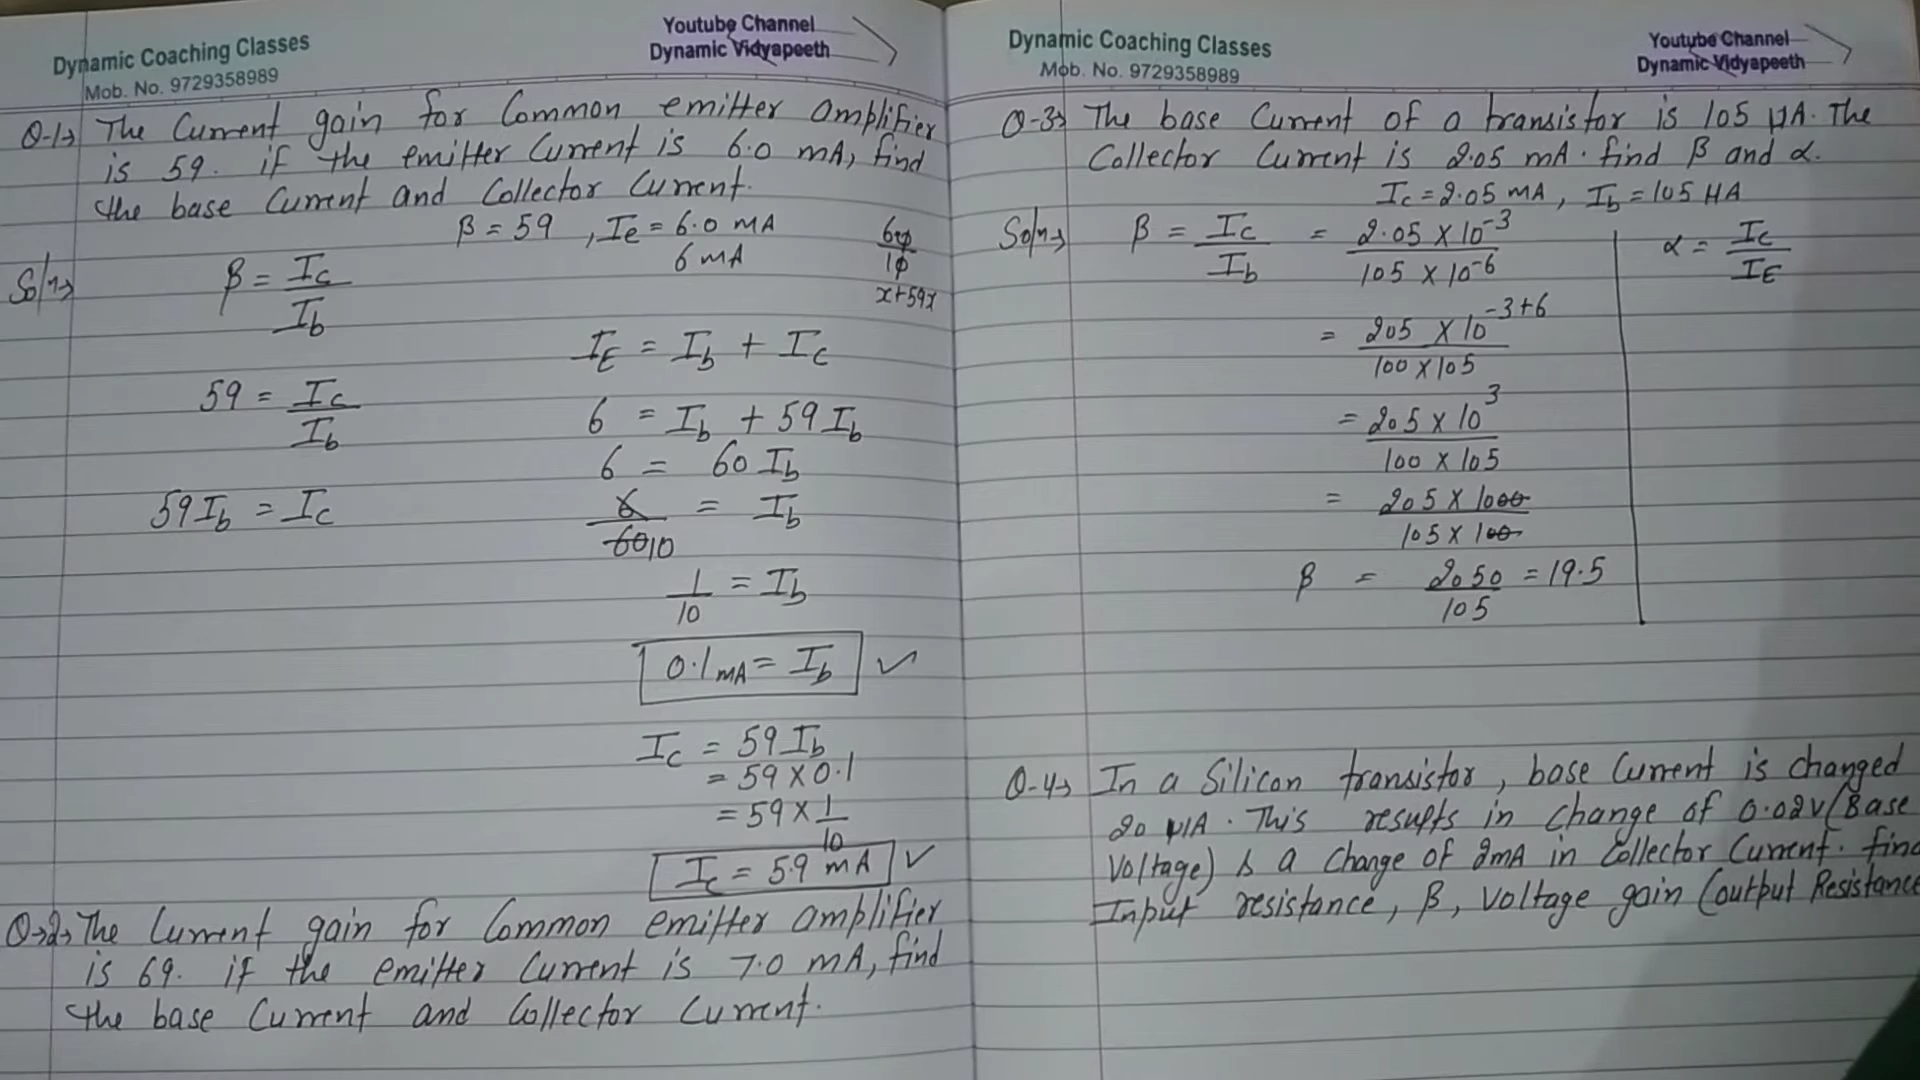 Dynamic Coaching Classes
Mob. No. 9729358989
Youtube Channel
Dynamic Vidyapeeth
Q-1→ The Current gain for Common emitter amplifier
is 59. if the emitter Current is 6.0 mA, find
the base Current and Collector Current.
β = 59 , Ie = 6.0 mA
6 mA
60
10
x+59x
Soln→ β = Ic
Ib
IE = Ib + Ic
59 = Ic
Ib
6 = Ib + 59 Ib
6 = 60 Ib
59 Ib = Ic
6 = Ib
60 10
1 = Ib
10
0.1 mA = Ib ✓
Ic = 59 Ib
= 59 × 0.1
= 59 × 1
10
Ic = 5.9 mA ✓
Q→2→ The Current gain for Common emitter amplifier
is 69. if the emitter Current is 7.0 mA, find
the base Current and Collector Current.
Dynamic Coaching Classes
Mob. No. 9729358989
Youtube Channel
Dynamic Vidyapeeth
Q-3→ The base Current of a transistor is 105 μA. The
Collector Current is 2.05 mA. find β and α.
Ic = 2.05 mA, Ib = 105 μA
Soln→ β = Ic = 2.05 × 10^-3
Ib 105 × 10^-6
= 205 × 10^-3+6
100 × 105
= 205 × 10^3
100 × 105
= 205 × 1000
105 × 100
β = 2050 = 19.5
105
α = Ic
IE
Q-4→ In a Silicon transistor, base Current is changed
20 μA. This results in change of 0.02V (Base
Voltage) & a Change of 2mA in Collector Current. find
Input resistance, β, Voltage gain (output Resistance